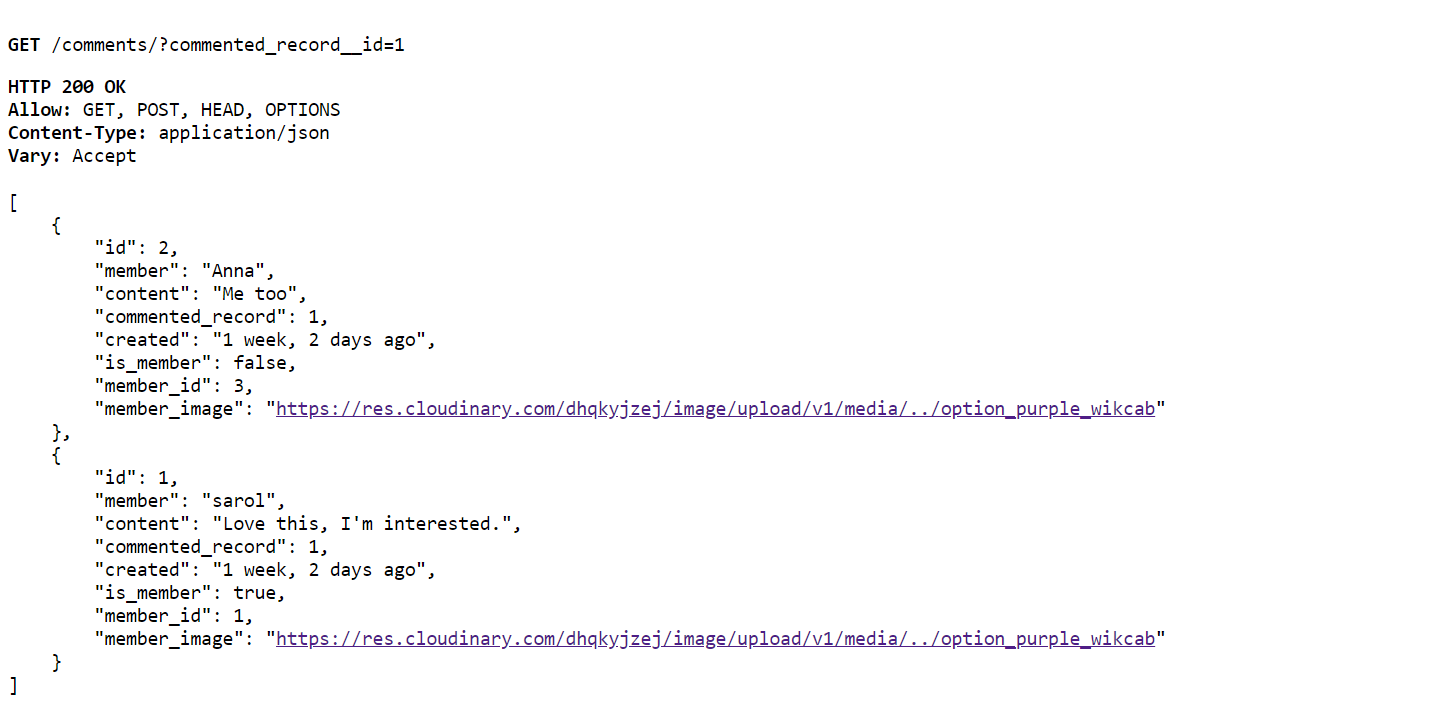 GET /comments/?commented_record__id=1
HTTP 200 OK
Allow: GET, POST, HEAD, OPTIONS
Content-Type: application/json
Vary: Accept
[
    {
        "id": 2,
        "member": "Anna",
        "content": "Me too",
        "commented_record": 1,
        "created": "1 week, 2 days ago",
        "is_member": false,
        "member_id": 3,
        "member_image": "https://res.cloudinary.com/dhqkyjzej/image/upload/v1/media/../option_purple_wikcab"
    },
    {
        "id": 1,
        "member": "sarol",
        "content": "Love this, I'm interested.",
        "commented_record": 1,
        "created": "1 week, 2 days ago",
        "is_member": true,
        "member_id": 1,
        "member_image": "https://res.cloudinary.com/dhqkyjzej/image/upload/v1/media/../option_purple_wikcab"
    }
]